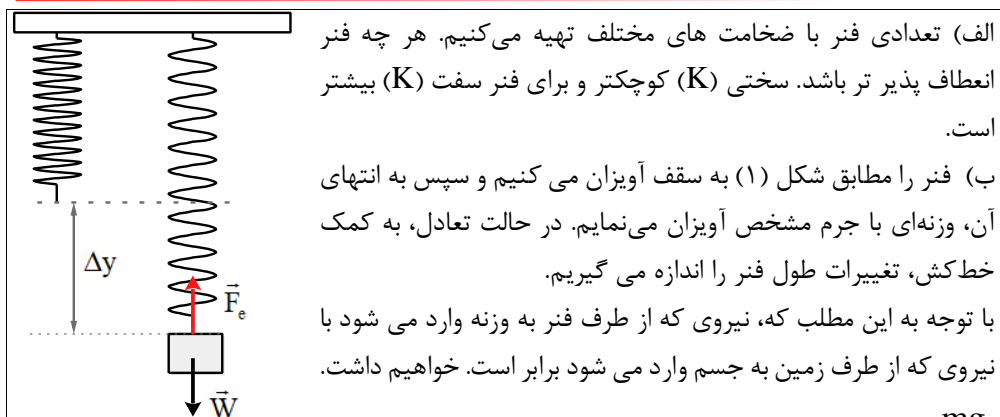 الف) تعدادی فنر با ضخامت های مختلف تهیه می‌کنیم. هر چه فنر
انعطاف پذیر تر باشد. سختی (K) کوچکتر و برای فنر سفت (K) بیشتر
است.
ب) فنر را مطابق شکل (۱) به سقف آویزان می کنیم و سپس به انتهای
آن، وزنه‌ای با جرم مشخص آویزان می‌نمایم. در حالت تعادل، به کمک
خط‌کش، تغییرات طول فنر را اندازه می گیریم.
با توجه به این مطلب که، نیروی که از طرف فنر به وزنه وارد می شود با
نیروی که از طرف زمین به جسم وارد می شود برابر است. خواهیم داشت.
Δy
F⃗e
W⃗